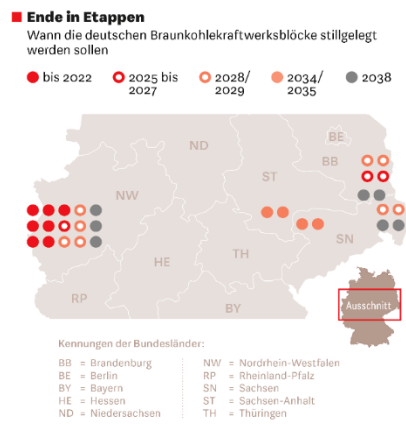 Ende in Etappen
Wann die deutschen Braunkohlekraftwerksblöcke stillgelegt
werden sollen
bis 2022
2025 bis
2027
2028/
2029
2034/
2035
2038
BE
ND
BB
ST
NW
SN
TH
HE
RP
BY
Ausschnitt
Kennungen der Bundesländer:
BB = Brandenburg
BE = Berlin
BY = Bayern
HE = Hessen
ND = Niedersachsen
NW = Nordrhein-Westfalen
RP = Rheinland-Pfalz
SN = Sachsen
ST = Sachsen-Anhalt
TH = Thüringen